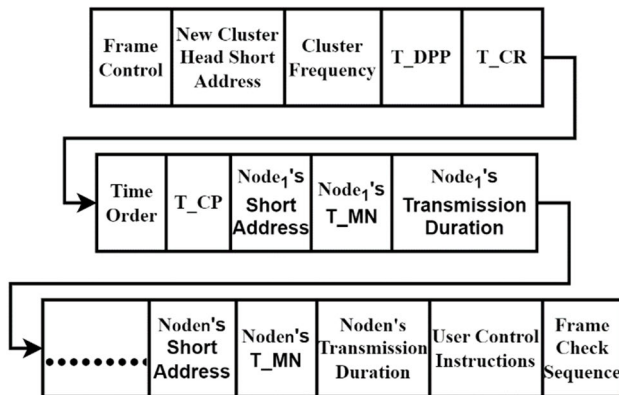 Frame
Control
New Cluster
Head Short
Address
Cluster
Frequency
T_DPP
T_CR
Time
Order
T_CP
Node1's
Short
Address
Node1's
T_MN
Node1's
Transmission
Duration
Noden's
Short
Address
Noden's
T_MN
Noden's
Transmission
Duration
User Control
Instructions
Frame
Check
Sequence